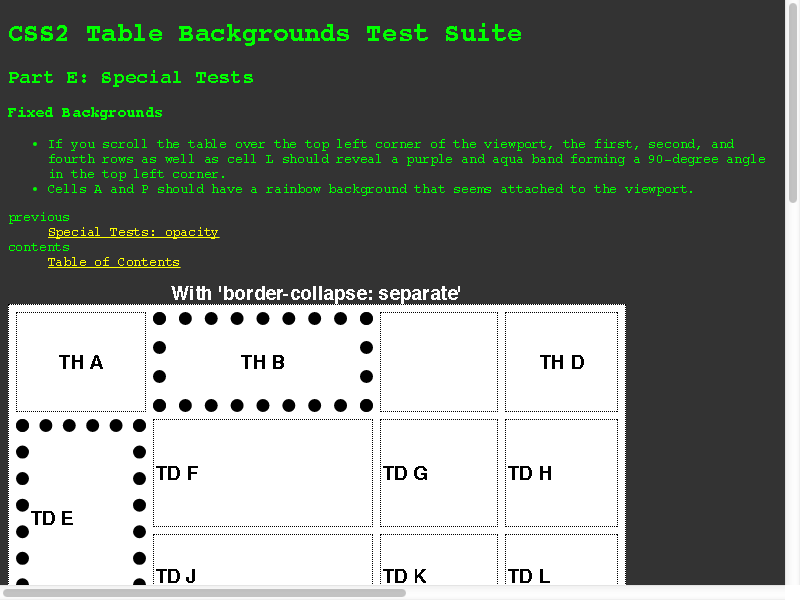 CSS2 Table Backgrounds Test Suite
Part E: Special Tests
Fixed Backgrounds
• If you scroll the table over the top left corner of the viewport, the first, second, and
fourth rows as well as cell L should reveal a purple and aqua band forming a 90-degree angle
in the top left corner.
• Cells A and P should have a rainbow background that seems attached to the viewport.
previous
Special Tests: opacity
contents
Table of Contents
With 'border-collapse: separate'
TH A TH B TH D
TD F TD G TD H
TD E
TD J TD K TD L